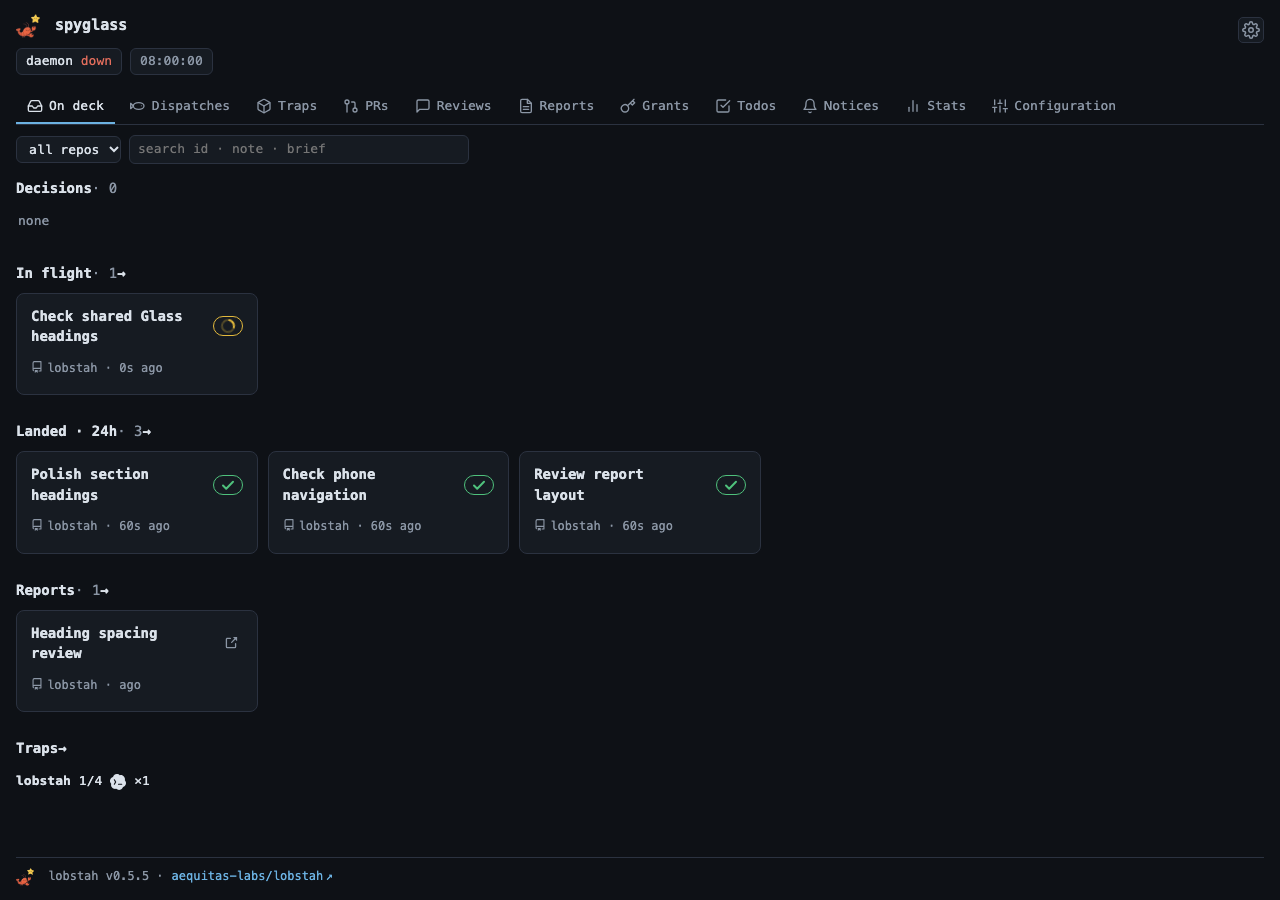 spyglass
daemon down 08:00:00
On deck Dispatches Traps PRs Reviews Reports Grants Todos Notices Stats Configuration
all repos search id · note · brief
Decisions· 0
none
In flight· 1→
Check shared Glass
headings
lobstah · 0s ago
Landed · 24h· 3→
Polish section
headings
lobstah · 60s ago
Check phone
navigation
lobstah · 60s ago
Review report
layout
lobstah · 60s ago
Reports· 1→
Heading spacing
review
lobstah · ago
Traps→
lobstah 1/4 ×1
lobstah v0.5.5 · aequitas-labs/lobstah↗